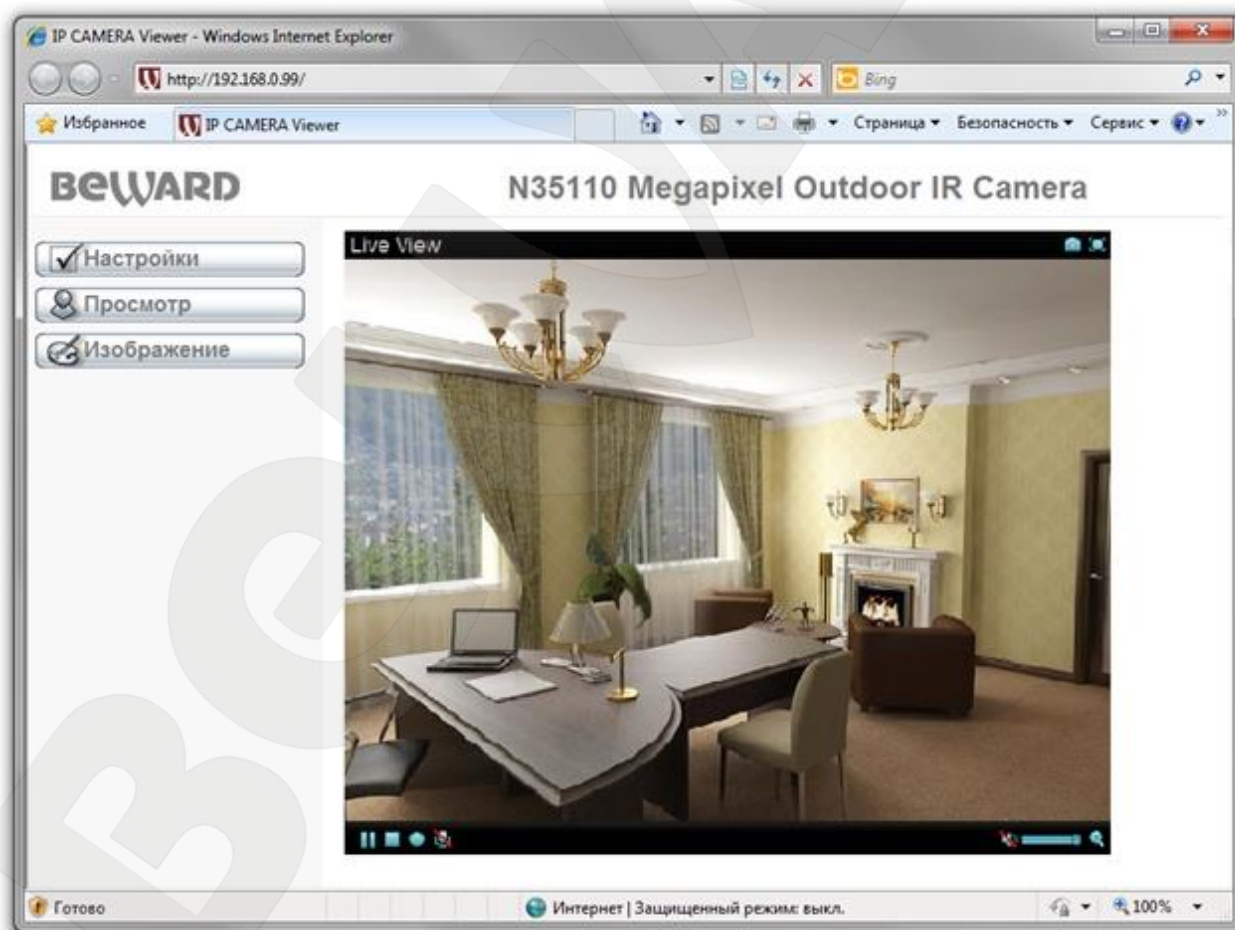 IP CAMERA Viewer - Windows Internet Explorer
http://192.168.0.99/
Bing
Избранное
IP CAMERA Viewer
Страница
Безопасность
Сервис
BEWARD
N35110 Megapixel Outdoor IR Camera
Настройки
Просмотр
Изображение
Live View
Готово
Интернет | Защищенный режим: выкл.
100%